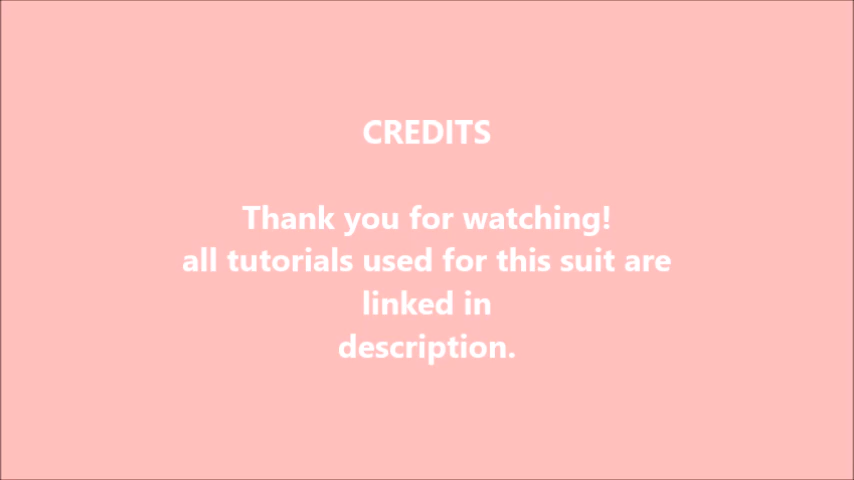 CREDITS
Thank you for watching!
all tutorials used for this suit are
linked in
description.